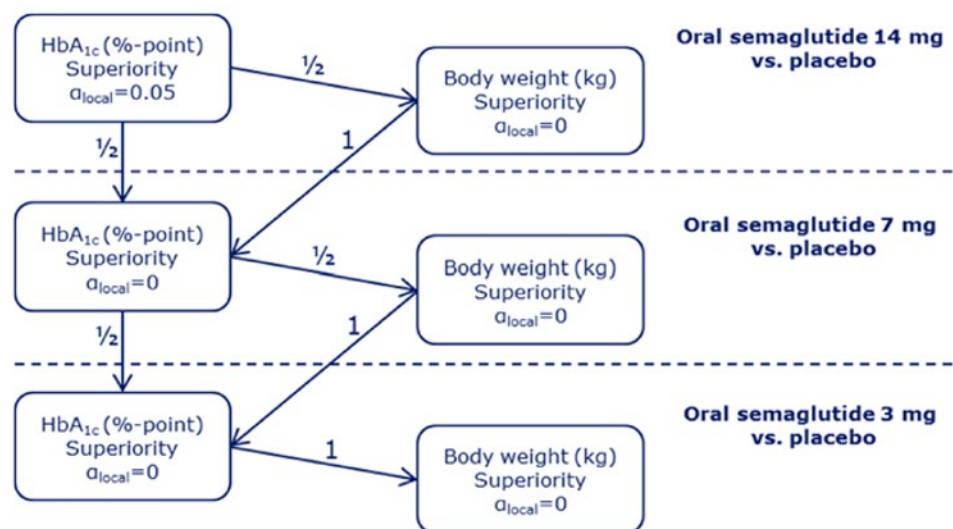 HbA₁c (%-point)
Superiority
αlocal=0.05
½
Body weight (kg)
Superiority
αlocal=0
Oral semaglutide 14 mg
vs. placebo
½
1
HbA₁c (%-point)
Superiority
αlocal=0
½
Body weight (kg)
Superiority
αlocal=0
Oral semaglutide 7 mg
vs. placebo
½
1
HbA₁c (%-point)
Superiority
αlocal=0
1
Body weight (kg)
Superiority
αlocal=0
Oral semaglutide 3 mg
vs. placebo